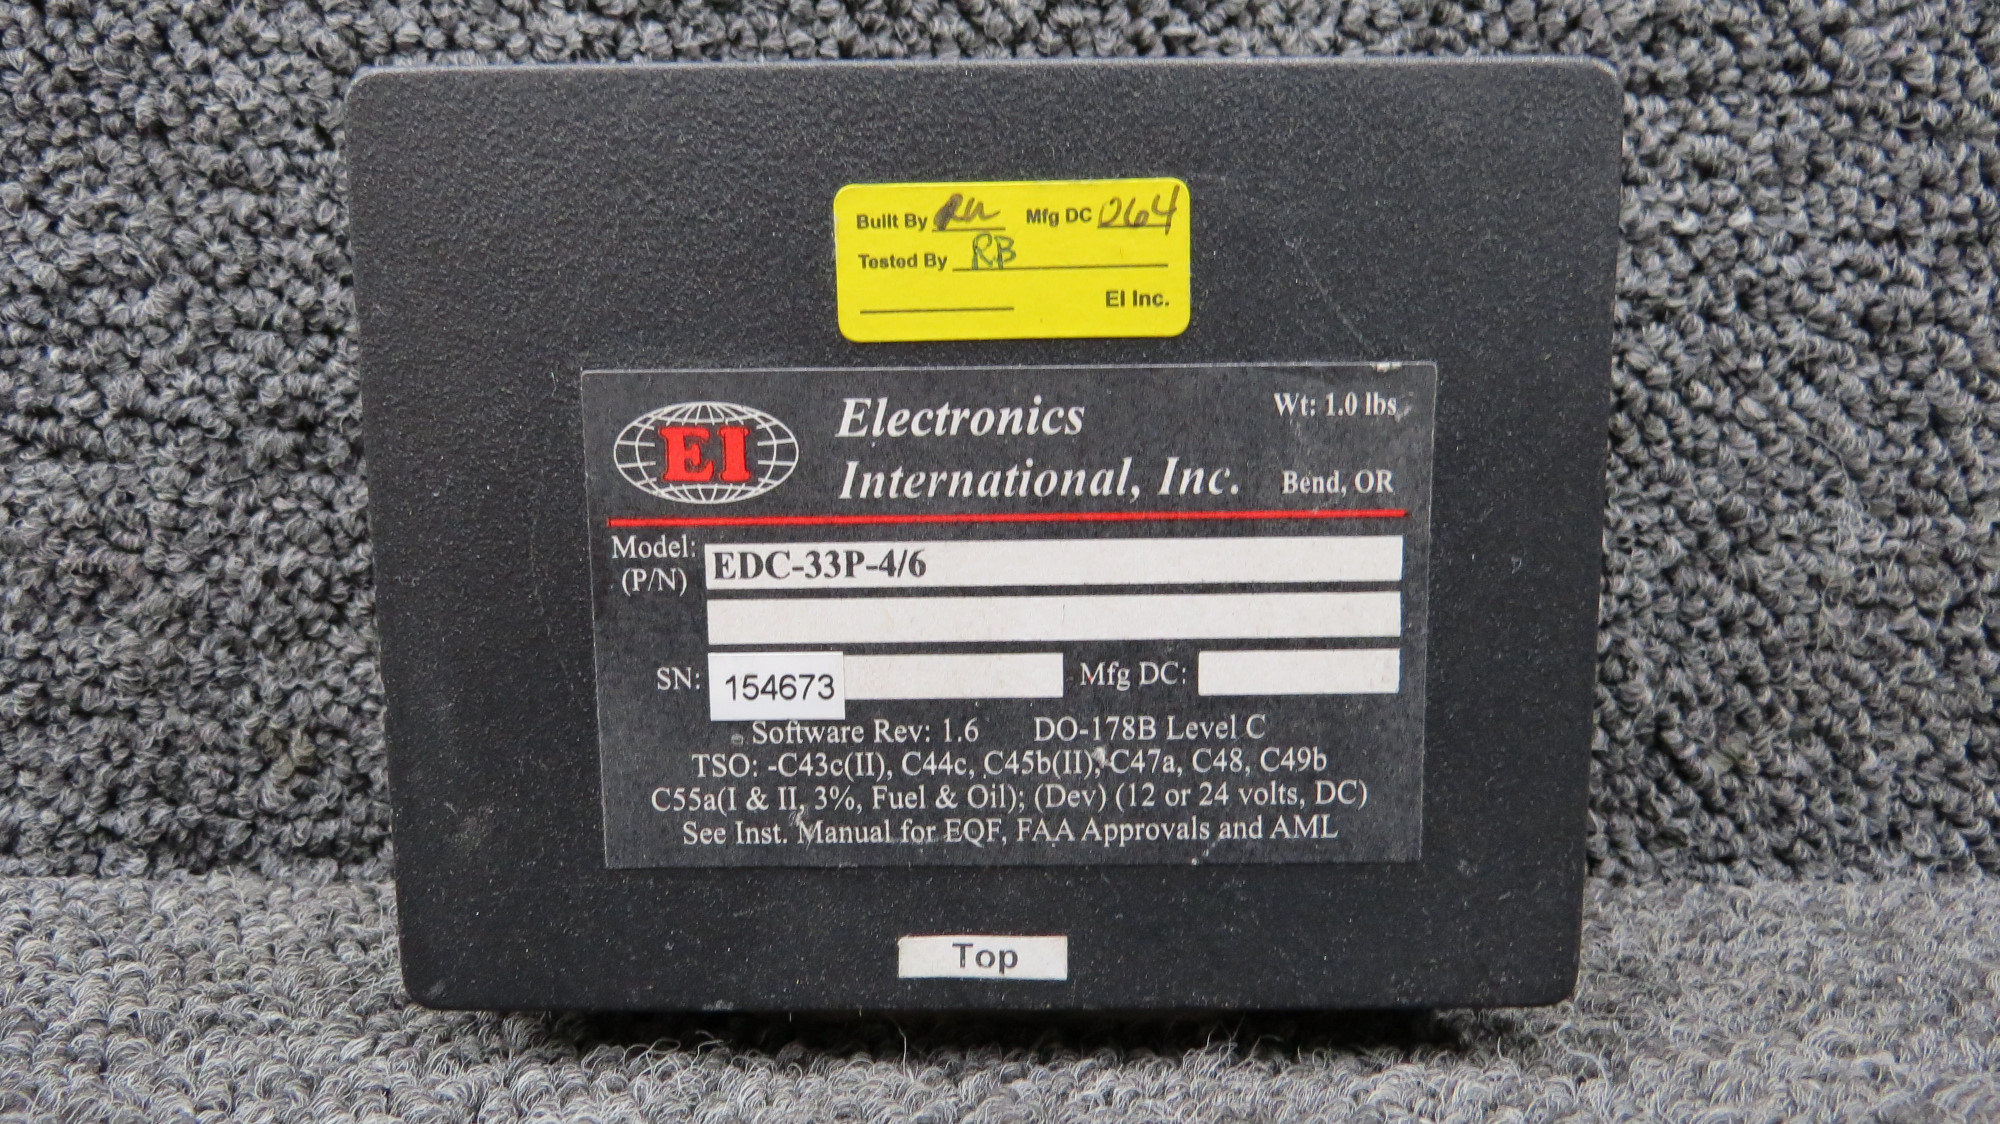 Built By RW Mfg DC 064
Tested By RB
EI Inc.
EI
Electronics
International, Inc.
Wt: 1.0 lbs
Bend, OR
Model: EDC-33P-4/6
(P/N)
SN: 154673 Mfg DC:
Software Rev: 1.6 DO-178B Level C
TSO: -C43c(II), C44c, C45b(II), C47a, C48, C49b
C55a(I & II, 3%, Fuel & Oil); (Dev) (12 or 24 volts, DC)
See Inst. Manual for EQF, FAA Approvals and AML
Top